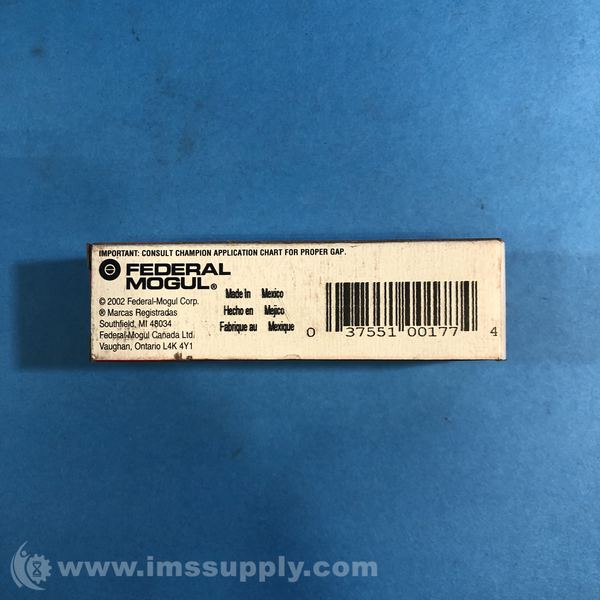 IMPORTANT: CONSULT CHAMPION APPLICATION CHART FOR PROPER GAP.
FEDERAL
MOGUL®
© 2002 Federal-Mogul Corp.
® Marcas Registradas
Southfield, MI 48034
Federal-Mogul Canada Ltd.
Vaughan, Ontario L4K 4Y1
Made In Mexico
Hecho en Mejico
Fabrique au Mexique
0 37551 00177 4
www.imssupply.com